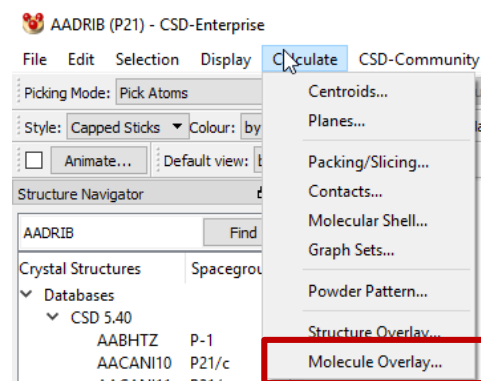 AADRIB (P21) - CSD-Enterprise
File Edit Selection Display Calculate CSD-Community
Picking Mode: Pick Atoms
Style: Capped Sticks Colour: by
Animate... Default view:
Structure Navigator
AADRIB Find
Crystal Structures
Databases
CSD 5.40
AABHTZ P-1
AACANI10 P21/c
Centroids...
Planes...
Packing/Slicing...
Contacts...
Molecular Shell...
Graph Sets...
Powder Pattern...
Structure Overlay...
Molecule Overlay...